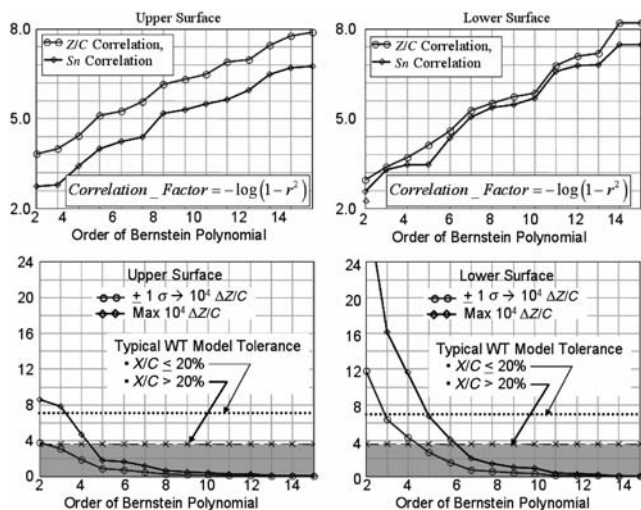 Upper Surface
8.0
Z/C Correlation,
Sn Correlation
5.0
Correlation_Factor = −log(1−r²)
2.0
2 4 6 8 10 12 14
Order of Bernstein Polynomial
Lower Surface
8.0
Z/C Correlation,
Sn Correlation
5.0
Correlation_Factor = −log(1−r²)
2.0
2 4 6 8 10 12 14
Order of Bernstein Polynomial
24
Upper Surface
20
± 1 σ → 10⁴ ΔZ/C
Max 10⁴ ΔZ/C
16
Typical WT Model Tolerance
12
• X/C ≤ 20%
• X/C > 20%
8
4
0
2 4 6 8 10 12 14
Order of Bernstein Polynomial
24
Lower Surface
20
± 1 σ → 10⁴ ΔZ/C
Max 10⁴ ΔZ/C
16
Typical WT Model Tolerance
12
• X/C ≤ 20%
• X/C > 20%
8
4
0
2 4 6 8 10 12 14
Order of Bernstein Polynomial